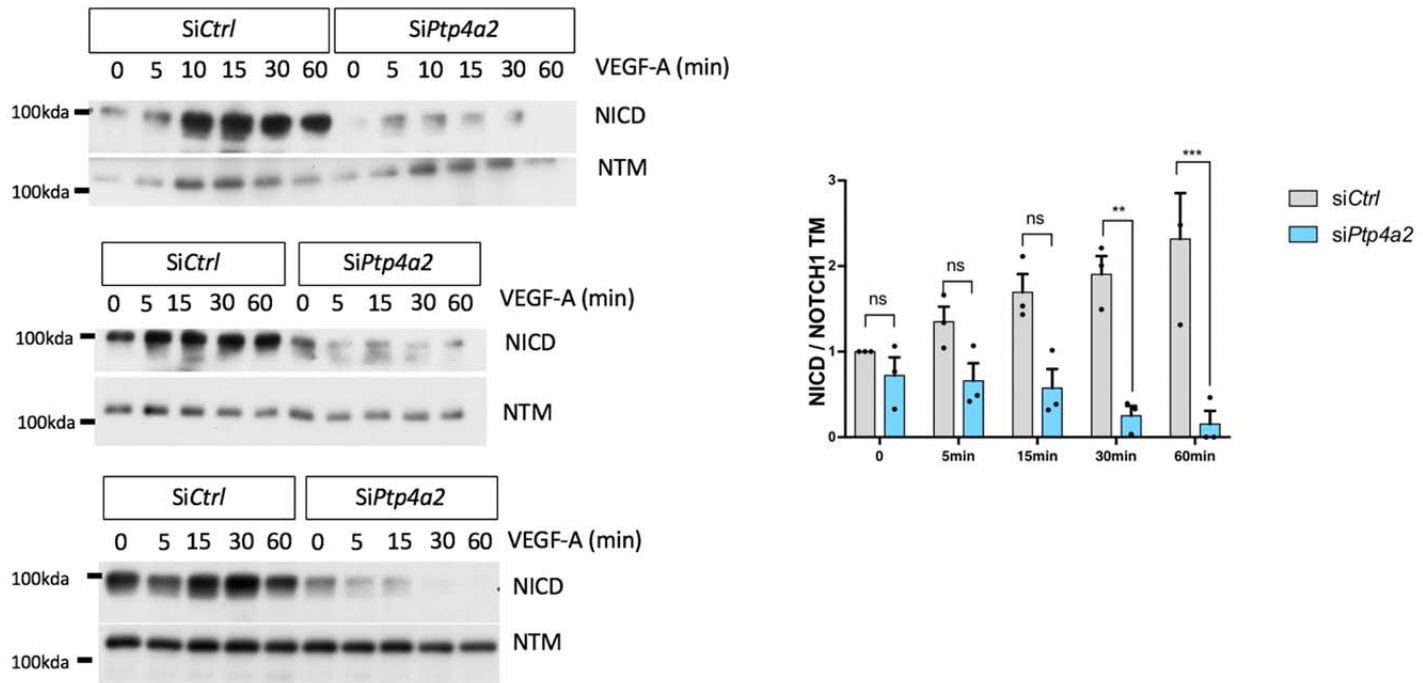 SiCtrl SiPtp4a2
0 5 10 15 30 60 0 5 10 15 30 60 VEGF-A (min)
100kda NICD
NTM
100kda
SiCtrl SiPtp4a2
0 5 15 30 60 0 5 15 30 60 VEGF-A (min)
100kda NICD
NTM
100kda
SiCtrl SiPtp4a2
0 5 15 30 60 0 5 15 30 60 VEGF-A (min)
100kda NICD
NTM
100kda
NICD / NOTCH1 TM
3
2
1
0
ns
ns
ns
**
***
0 5min 15min 30min 60min
siCtrl
siPtp4a2